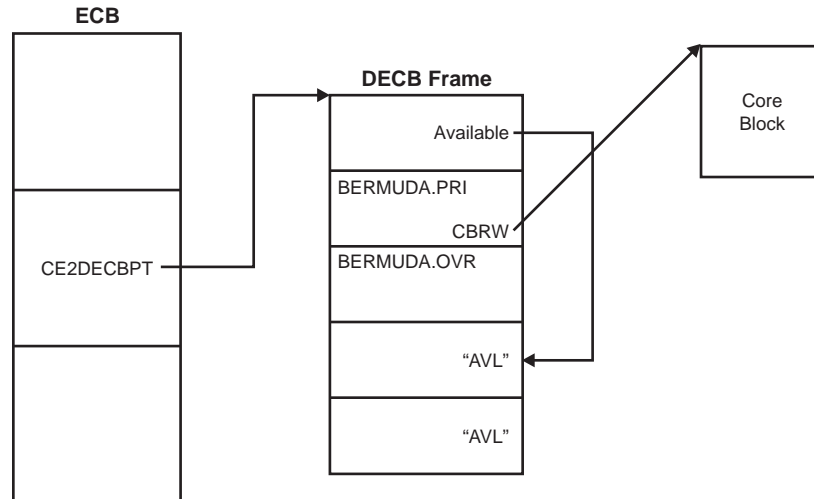 ECB
DECB Frame
Core
Block
Available
BERMUDA.PRI
CBRW
CE2DECBPT
BERMUDA.OVR
“AVL”
“AVL”